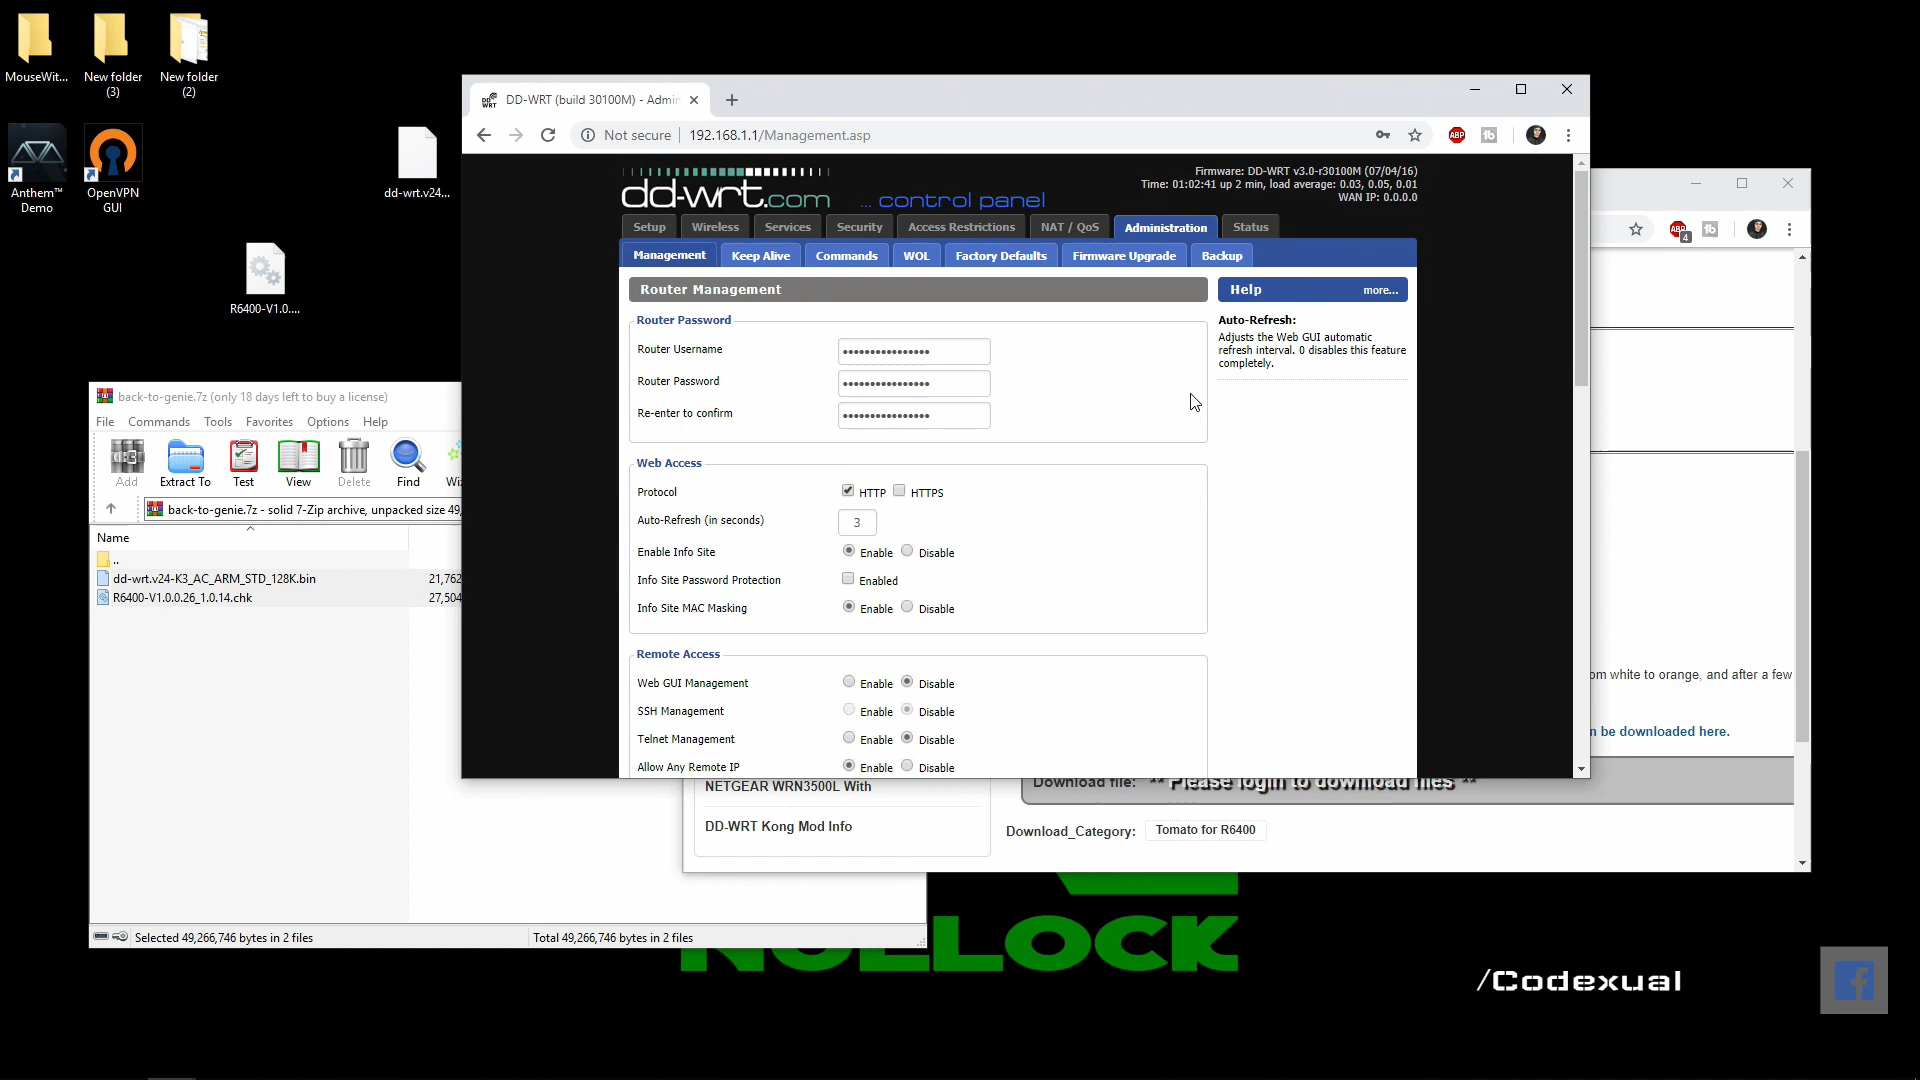 MouseWit...
New folder
(3)
New folder
(2)
Anthem™
Demo
OpenVPN
GUI
dd-wrt.v24...
R6400-V1.0....
DD-WRT (build 30100M) - Admin
Not secure
192.168.1.1/Management.asp
ABP
4
Firmware: DD-WRT v3.0-r30100M (07/04/16)
Time: 01:02:41 up 2 min, load average: 0.03, 0.05, 0.01
WAN IP: 0.0.0.0
dd-wrt.com
... control panel
Setup
Wireless
Services
Security
Access Restrictions
NAT / QoS
Administration
Status
Management
Keep Alive
Commands
WOL
Factory Defaults
Firmware Upgrade
Backup
Router Management
Help
more...
Router Password
Router Username
••••••••••••••••
Router Password
••••••••••••••••
Re-enter to confirm
••••••••••••••••
Auto-Refresh:
Adjusts the Web GUI automatic
refresh interval. 0 disables this feature
completely.
Web Access
Protocol
HTTP
HTTPS
Auto-Refresh (in seconds)
3
Enable Info Site
Enable
Disable
Info Site Password Protection
Enabled
Info Site MAC Masking
Enable
Disable
Remote Access
Web GUI Management
Enable
Disable
SSH Management
Enable
Disable
Telnet Management
Enable
Disable
Allow Any Remote IP
Enable
Disable
back-to-genie.7z (only 18 days left to buy a license)
File
Commands
Tools
Favorites
Options
Help
Add
Extract To
Test
View
Delete
Find
back-to-genie.7z - solid 7-Zip archive, unpacked size 49,
Name
..
dd-wrt.v24-K3_AC_ARM_STD_128K.bin
21,762
R6400-V1.0.0.26_1.0.14.chk
27,504
Selected 49,266,746 bytes in 2 files
Total 49,266,746 bytes in 2 files
om white to orange, and after a few
n be downloaded here.
Download file:
** Please login to download files **
NETGEAR WRN3500L With
DD-WRT Kong Mod Info
Download_Category:
Tomato for R6400
/Codexual